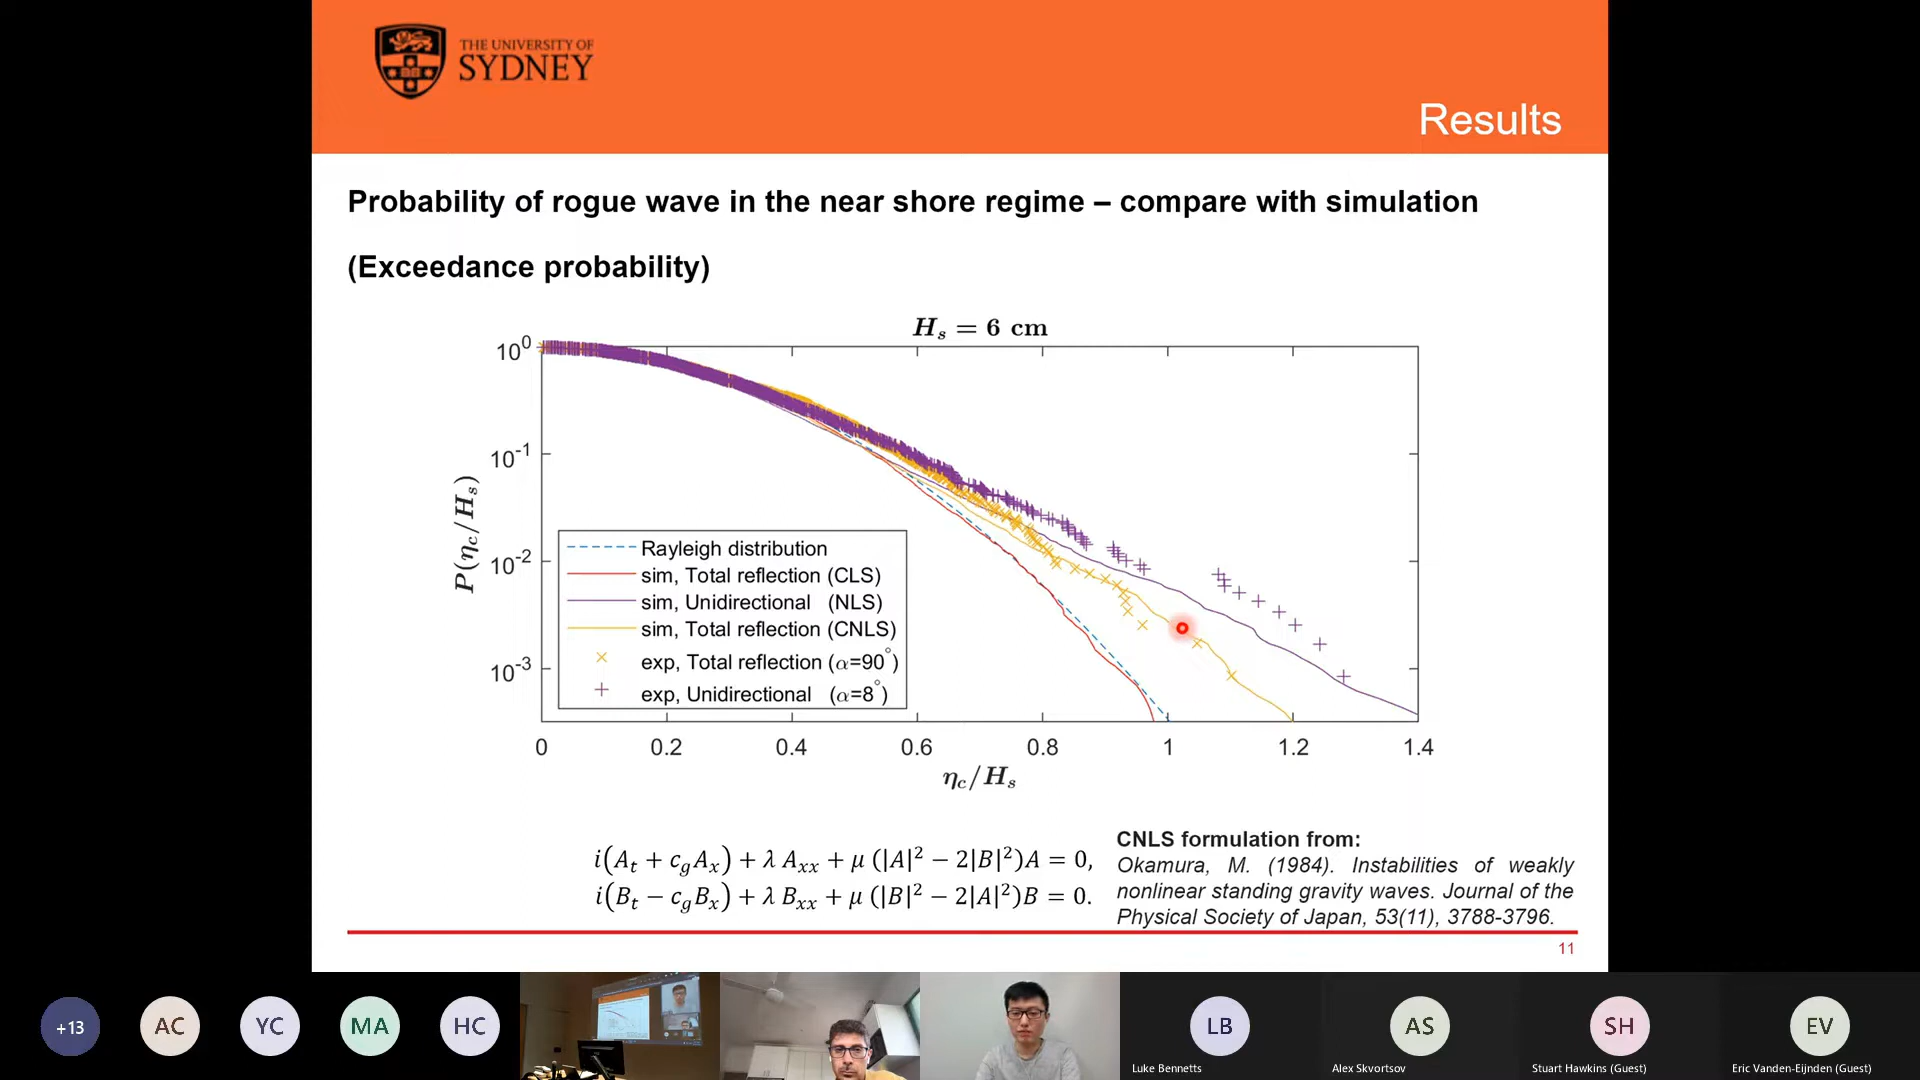 THE UNIVERSITY OF
SYDNEY
Results
Probability of rogue wave in the near shore regime – compare with simulation
(Exceedance probability)
H_s = 6 cm
10^0
10^-1
10^-2
10^-3
P(η_c/H_s)
Rayleigh distribution
sim, Total reflection (CLS)
sim, Unidirectional (NLS)
sim, Total reflection (CNLS)
exp, Total reflection (α=90°)
exp, Unidirectional (α=8°)
0 0.2 0.4 0.6 0.8 1 1.2 1.4
η_c/H_s
i(A_t + c_g A_x) + λ A_xx + μ (|A|² − 2|B|²)A = 0,
i(B_t − c_g B_x) + λ B_xx + μ (|B|² − 2|A|²)B = 0.
CNLS formulation from:
Okamura, M. (1984). Instabilities of weakly
nonlinear standing gravity waves. Journal of the
Physical Society of Japan, 53(11), 3788-3796.
11
+13 AC YC MA HC LB AS SH EV
Luke Bennetts Alex Skvortsov Stuart Hawkins (Guest) Eric Vanden-Eijnden (Guest)